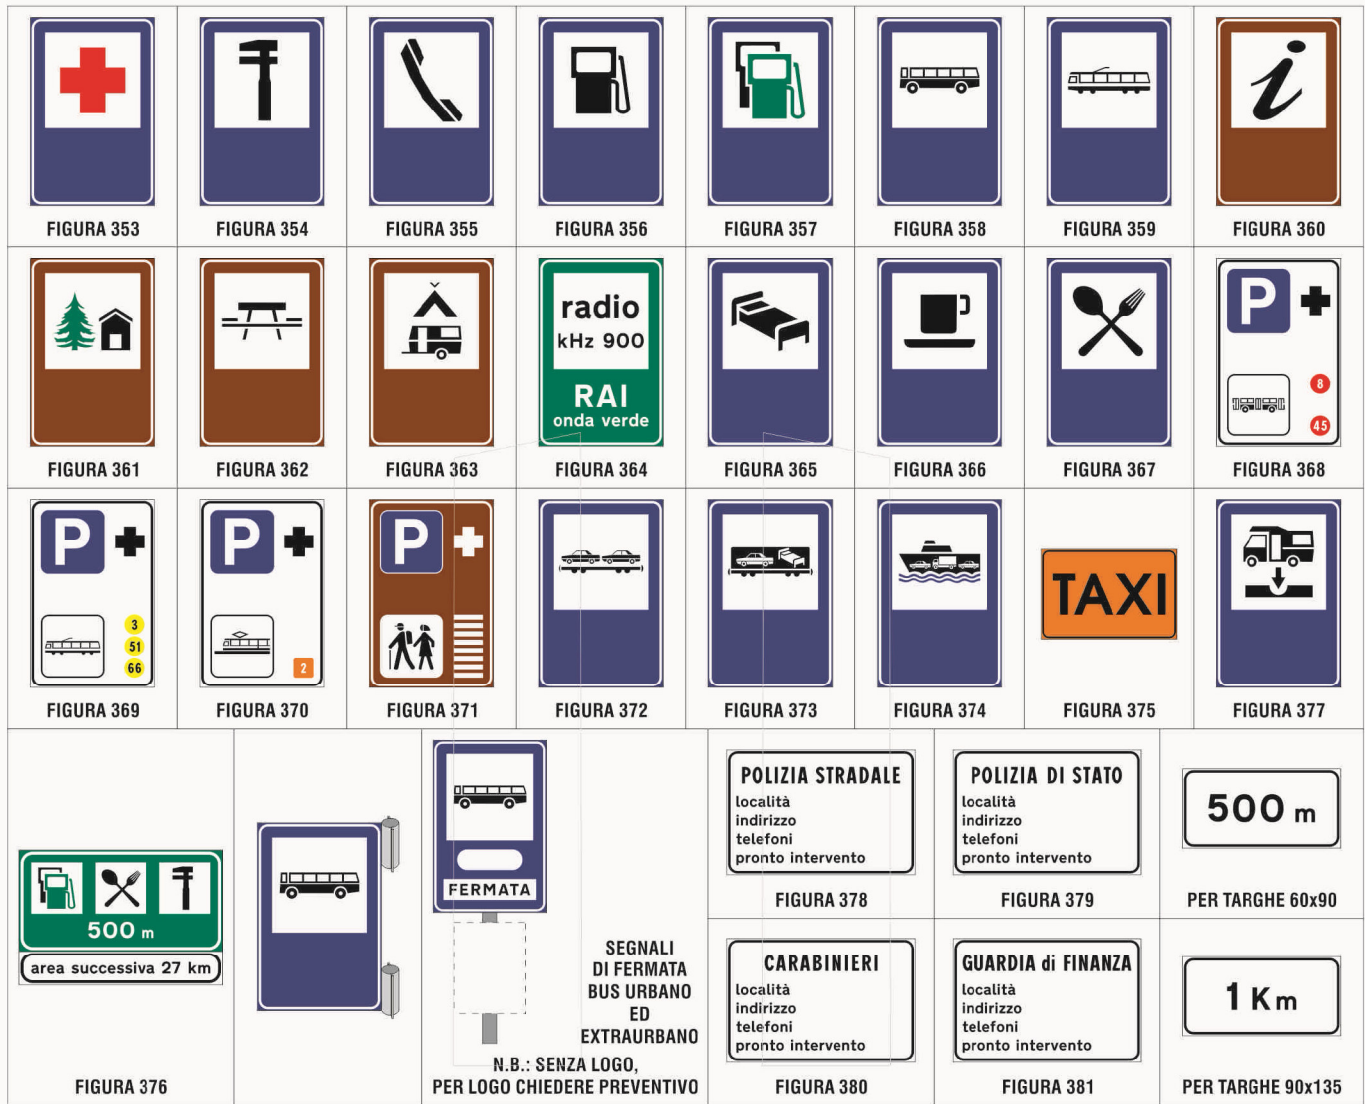 FIGURA 353
FIGURA 354
FIGURA 355
FIGURA 356
FIGURA 357
FIGURA 358
FIGURA 359
i
FIGURA 360
FIGURA 361
FIGURA 362
FIGURA 363
radio
kHz 900
RAI
onda verde
FIGURA 364
FIGURA 365
FIGURA 366
FIGURA 367
P
8
45
FIGURA 368
P
3
51
66
FIGURA 369
P
2
FIGURA 370
P
FIGURA 371
FIGURA 372
FIGURA 373
FIGURA 374
TAXI
FIGURA 375
FIGURA 377
500 m
area successiva 27 km
FIGURA 376
FERMATA
SEGNALI
DI FERMATA
BUS URBANO
ED
EXTRAURBANO
N.B.: SENZA LOGO,
PER LOGO CHIEDERE PREVENTIVO
POLIZIA STRADALE
località
indirizzo
telefoni
pronto intervento
FIGURA 378
POLIZIA DI STATO
località
indirizzo
telefoni
pronto intervento
FIGURA 379
500 m
PER TARGHE 60x90
CARABINIERI
località
indirizzo
telefoni
pronto intervento
FIGURA 380
GUARDIA di FINANZA
località
indirizzo
telefoni
pronto intervento
FIGURA 381
1 Km
PER TARGHE 90x135